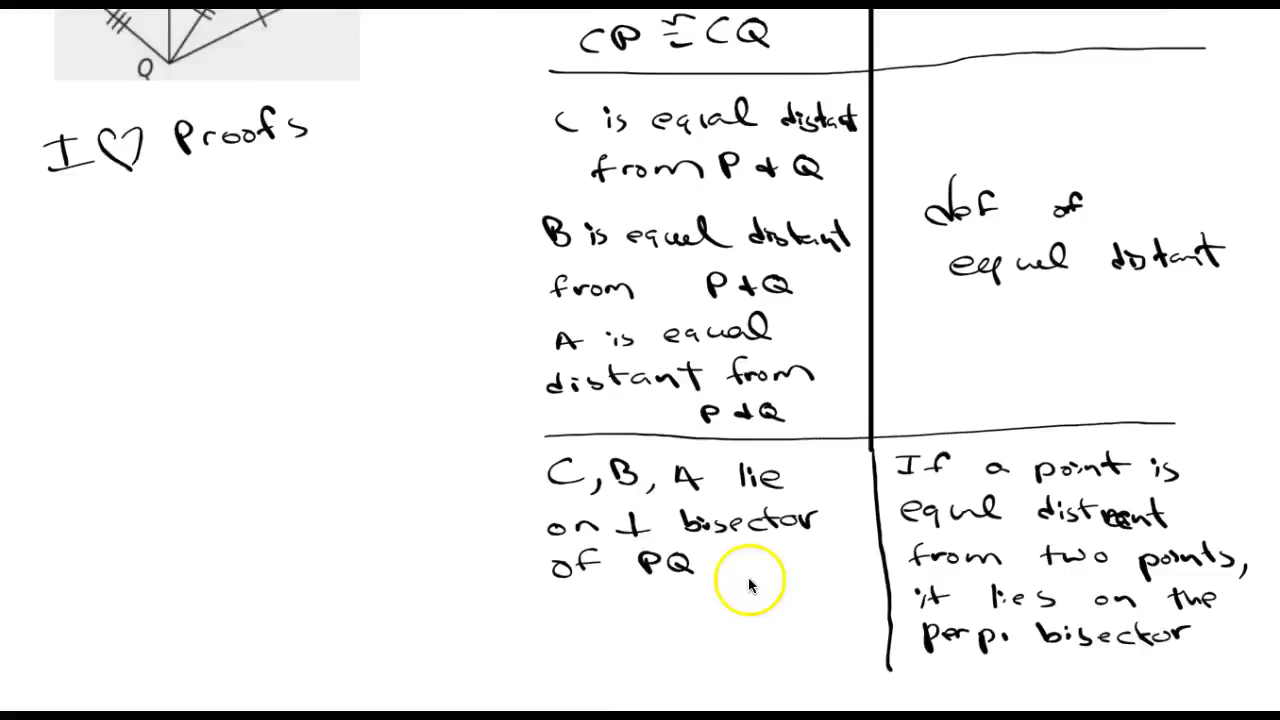 Q
I ♡ Proofs
CP ≅ CQ
C is equal distant
from P + Q
B is equal distant
from P + Q
A is equal
distant from
P + Q
def of
equal distant
C, B, A lie
on ⊥ bisector
of PQ
If a point is
equal distant
from two points,
it lies on the
perp. bisector